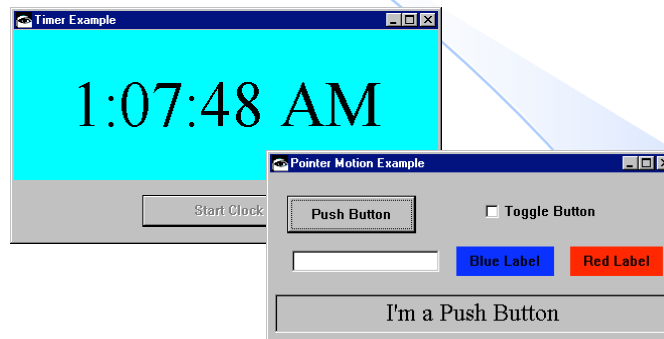 Timer Example
1:07:48 AM
Start Clock
Pointer Motion Example
Push Button
Toggle Button
Blue Label
Red Label
I'm a Push Button